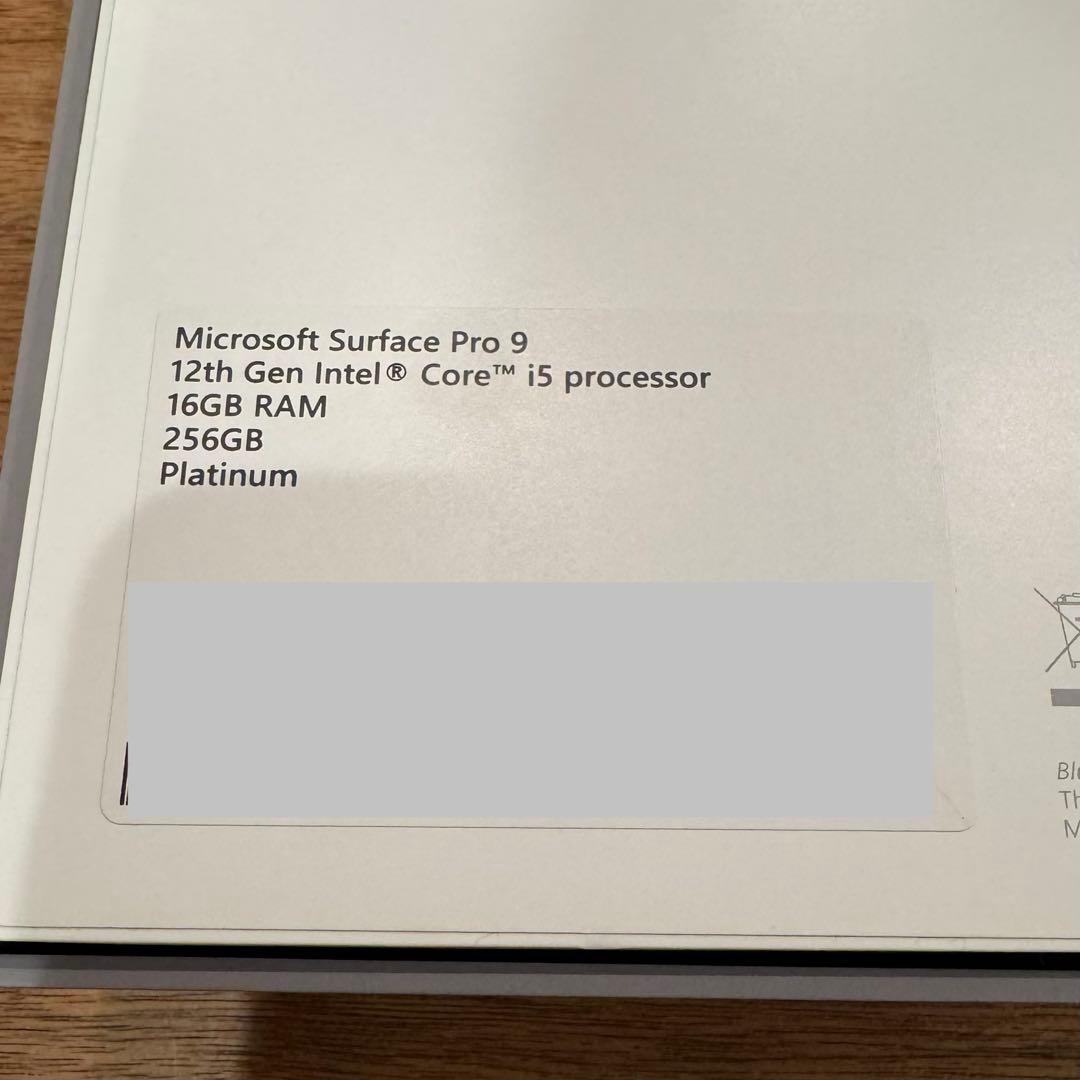 Microsoft Surface Pro 9
12th Gen Intel® Core™ i5 processor
16GB RAM
256GB
Platinum